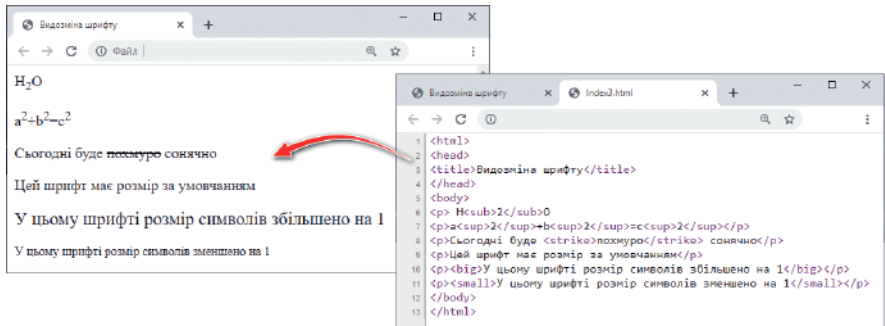 Видозміна шрифту
Файл
H₂O
a²+b²=c²
Сьогодні буде похмуро сонячно
Цей шрифт має розмір за умовчанням
У цьому шрифті розмір символів збільшено на 1
У цьому шрифті розмір символів зменшено на 1
Видозміна шрифту Index3.html
1 <html>
2 <head>
3 <title>Видозміна шрифту</title>
4 </head>
5 <body>
6 <p> H<sub>2</sub>O
7 <p>a<sup>2</sup>+b<sup>2</sup>=c<sup>2</sup></p>
8 <p>Сьогодні буде <strike>похмуро</strike> сонячно</p>
9 <p>Цей шрифт має розмір за умовчанням</p>
10 <p><big>У цьому шрифті розмір символів збільшено на 1</big></p>
11 <p><small>У цьому шрифті розмір символів зменшено на 1</small></p>
12 </body>
13 </html>